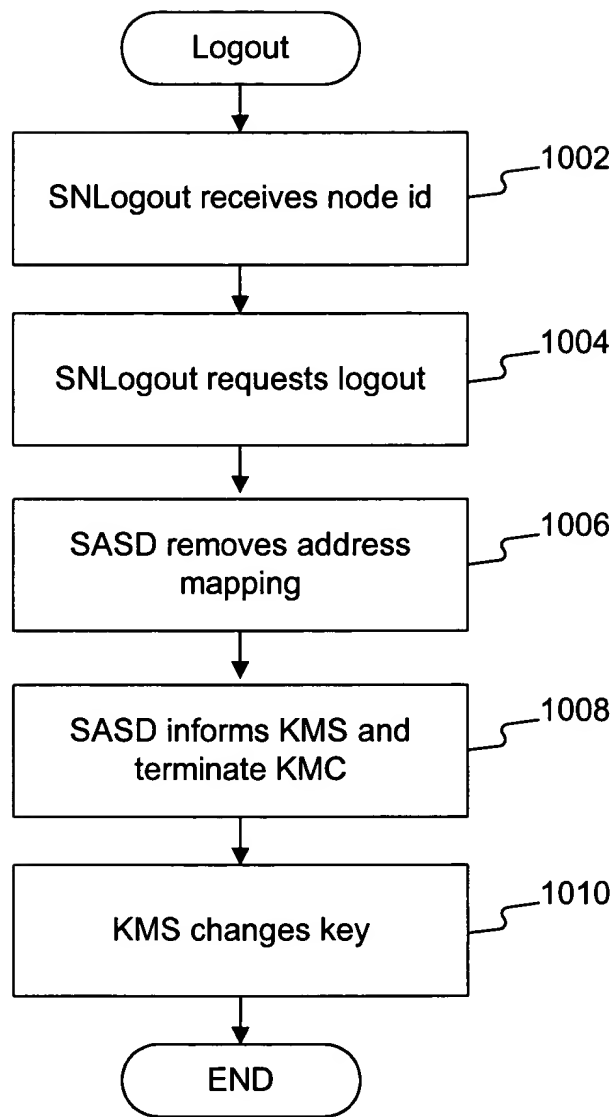 Logout
SNLogout receives node id
1002
SNLogout requests logout
1004
SASD removes address
mapping
1006
SASD informs KMS and
terminate KMC
1008
KMS changes key
1010
END